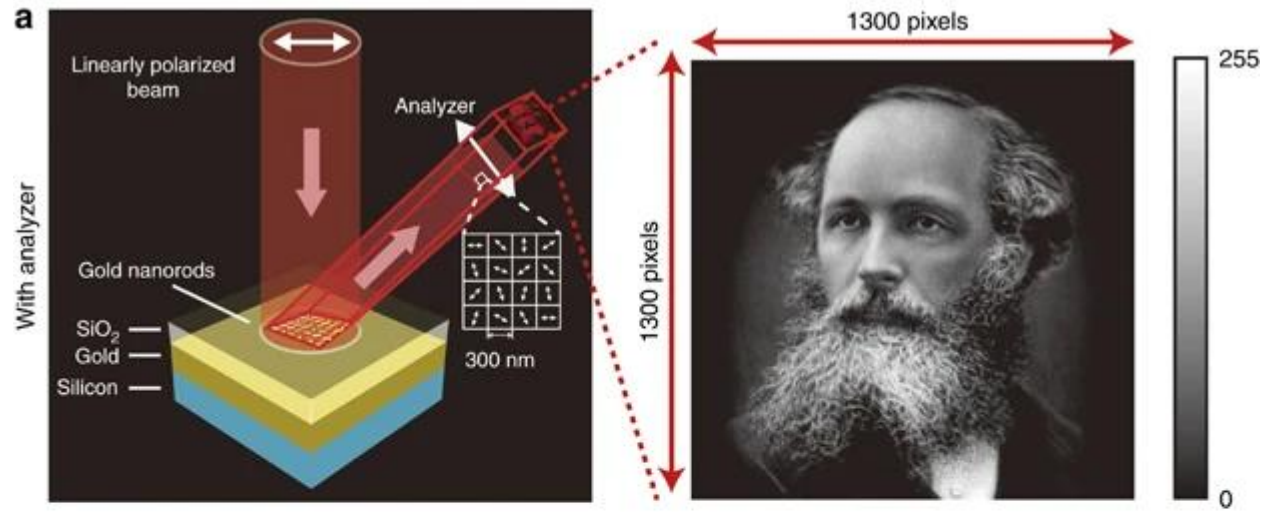 a
With analyzer
Linearly polarized
beam
Analyzer
Gold nanorods
SiO₂
Gold
Silicon
300 nm
1300 pixels
1300 pixels
255
0